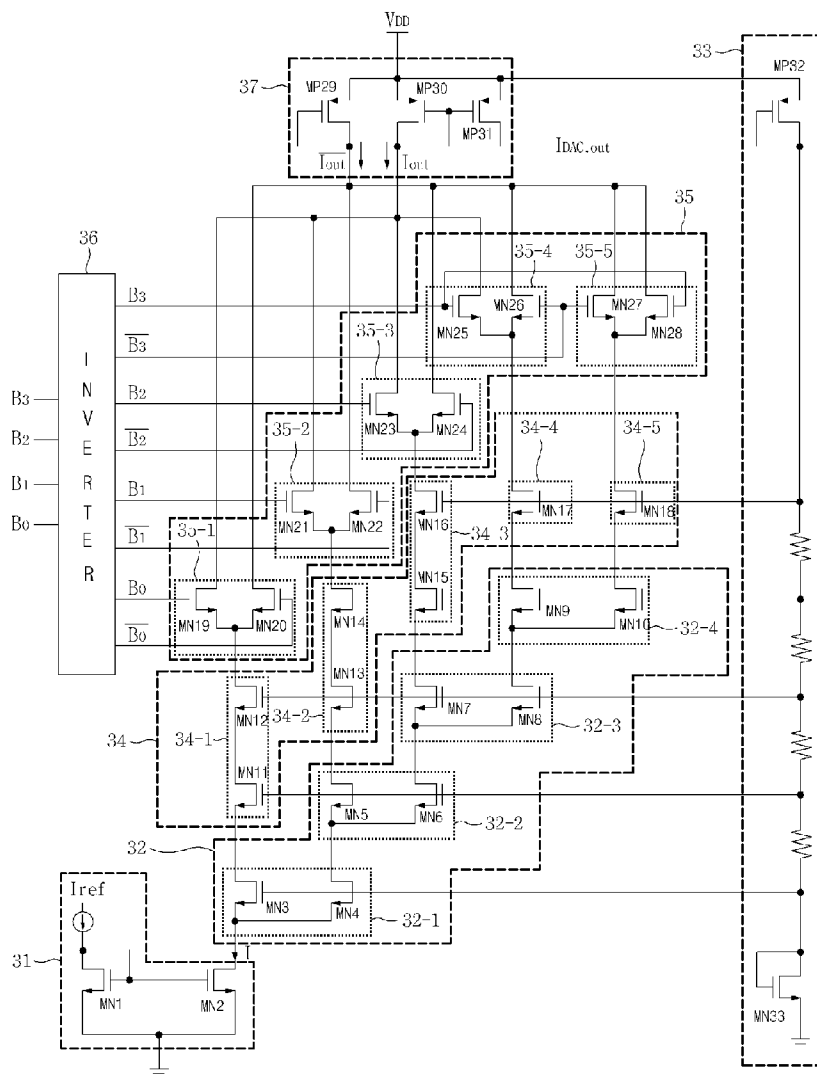 VDD
33
37
MP29
MP30
MP32
MP31
Iout
Iout
IDAC,out
35
36
35-4
35-5
B3
MN26
MN27
MN25
MN28
B3
35-3
I
N
V
E
R
T
E
R
B3
B2
B2
B2
MN23
MN24
35-2
34-4
34-5
B1
B1
MN21
MN22
MN16
MN17
MN18
B0
B1
34-3
35-1
MN15
B0
MN14
MN9
MN19
MN20
MN10
B0
32-4
MN13
MN12
34-2
MN7
MN8
34
34-1
32-3
MN11
MN5
MN6
32-2
32
Iref
MN3
MN4
32-1
31
I
MN1
MN2
MN33